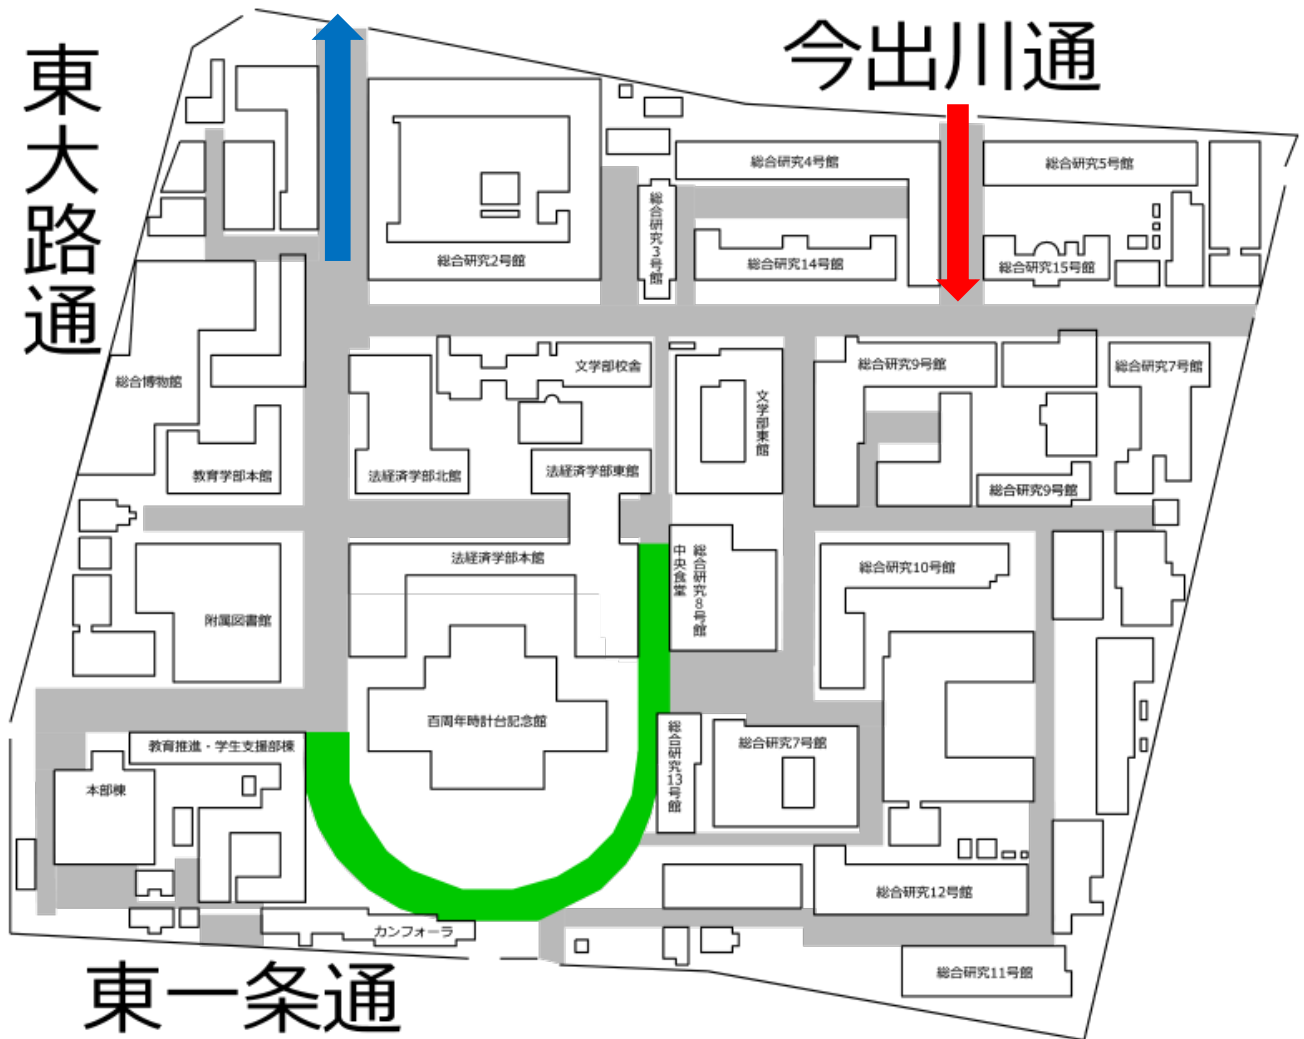 東大路通
今出川通
総合研究4号館
総合研究5号館
総合研究3号館
総合研究2号館
総合研究14号館
総合研究15号館
総合博物館
文学部校舎
文学部東館
総合研究9号館
総合研究7号館
教育学部本館
法経済学部北館
法経済学部東館
総合研究9号館
法経済学部本館
中央食堂
総合研究8号館
総合研究10号館
附属図書館
百周年時計台記念館
教育推進・学生支援部棟
総合研究13号館
総合研究7号館
本部棟
総合研究12号館
カンフォーラ
総合研究11号館
東一条通